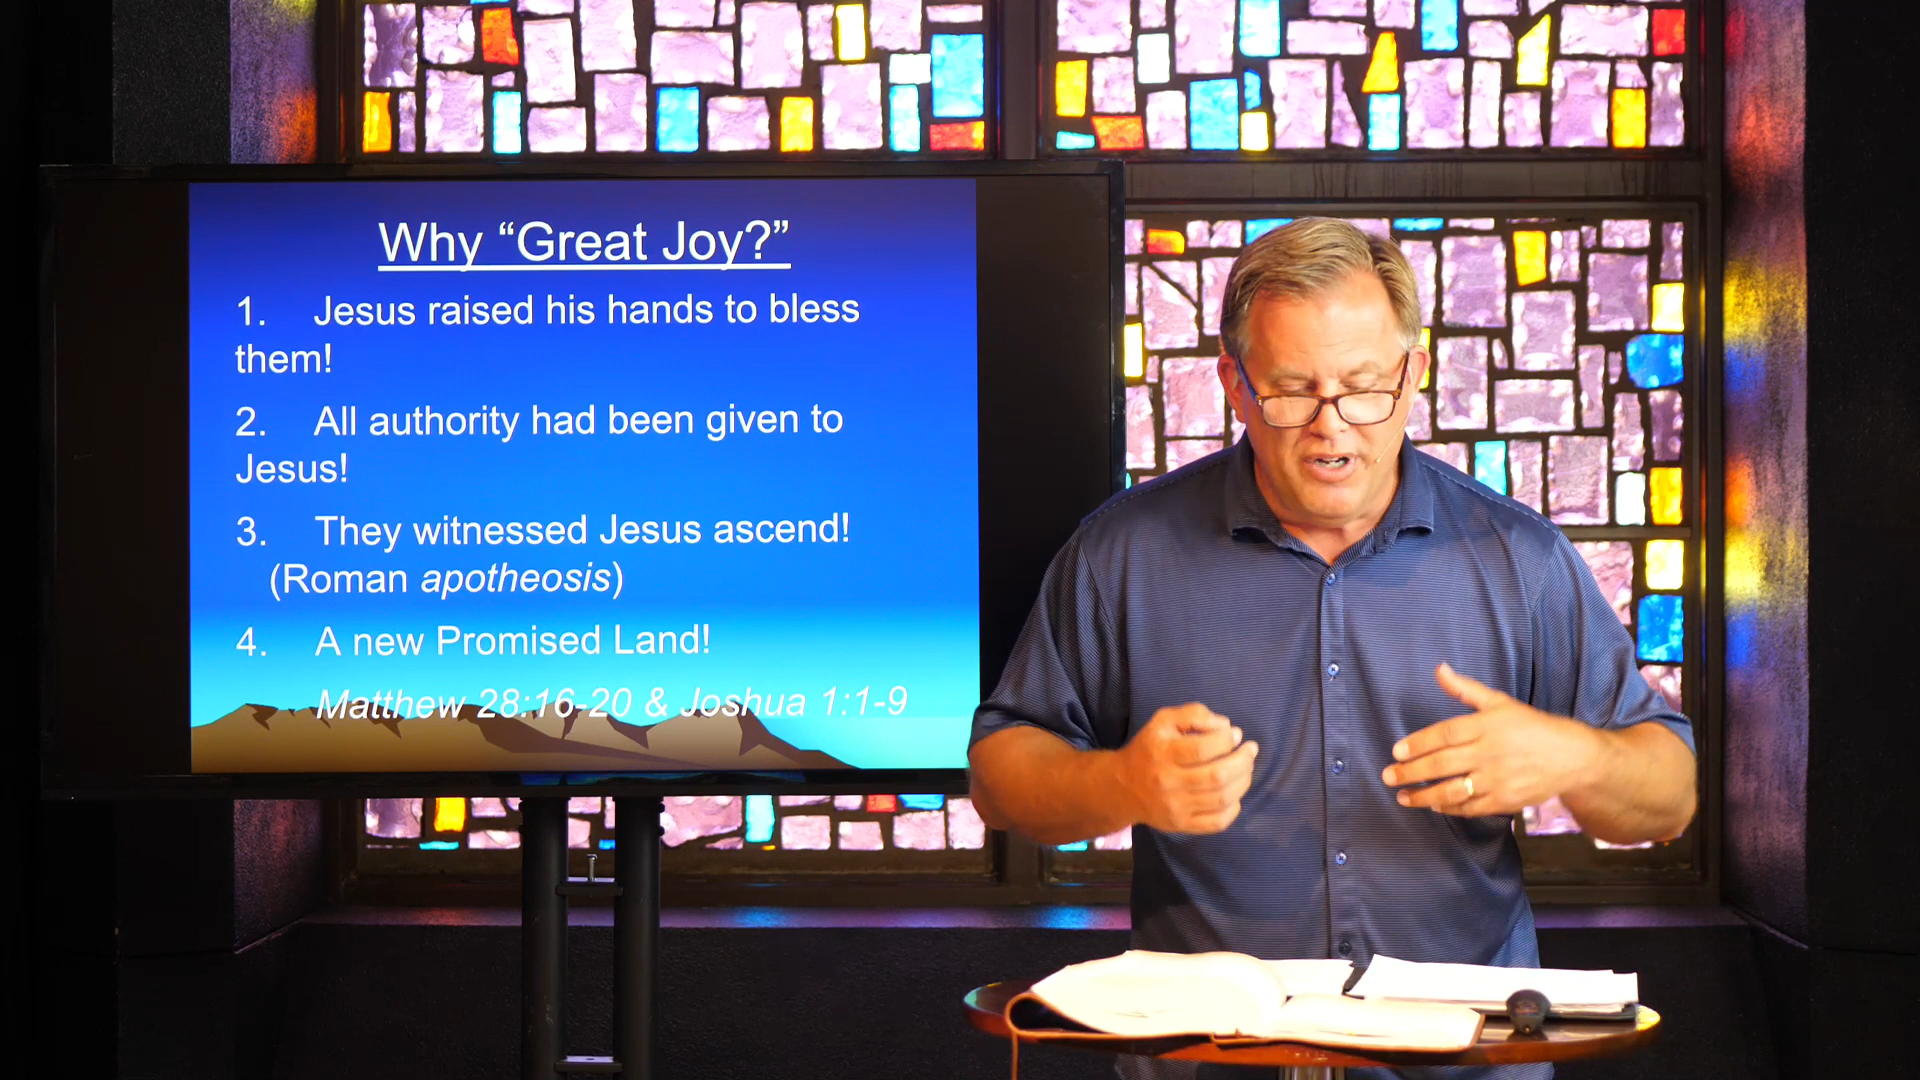 Why “Great Joy?”
1. Jesus raised his hands to bless
them!
2. All authority had been given to
Jesus!
3. They witnessed Jesus ascend!
(Roman apotheosis)
4. A new Promised Land!
Matthew 28:16-20 & Joshua 1:1-9